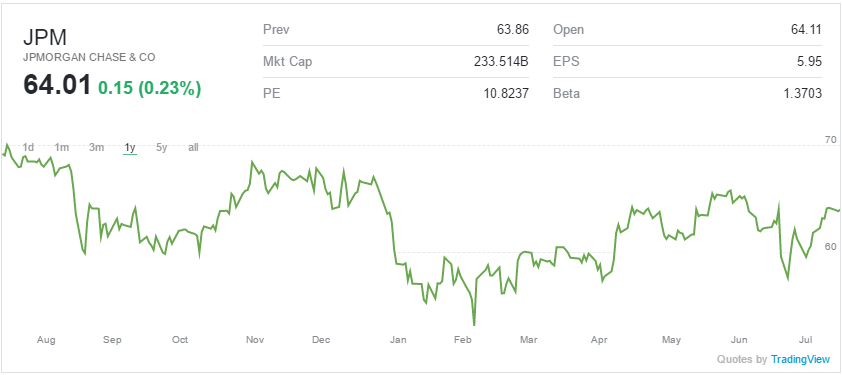 JPM
JPMORGAN CHASE & CO
64.01 0.15 (0.23%)
Prev 63.86
Mkt Cap 233.514B
PE 10.8237
Open 64.11
EPS 5.95
Beta 1.3703
1d 1m 3m 1y 5y all
70
60
Aug Sep Oct Nov Dec Jan Feb Mar Apr May Jun Jul
Quotes by TradingView